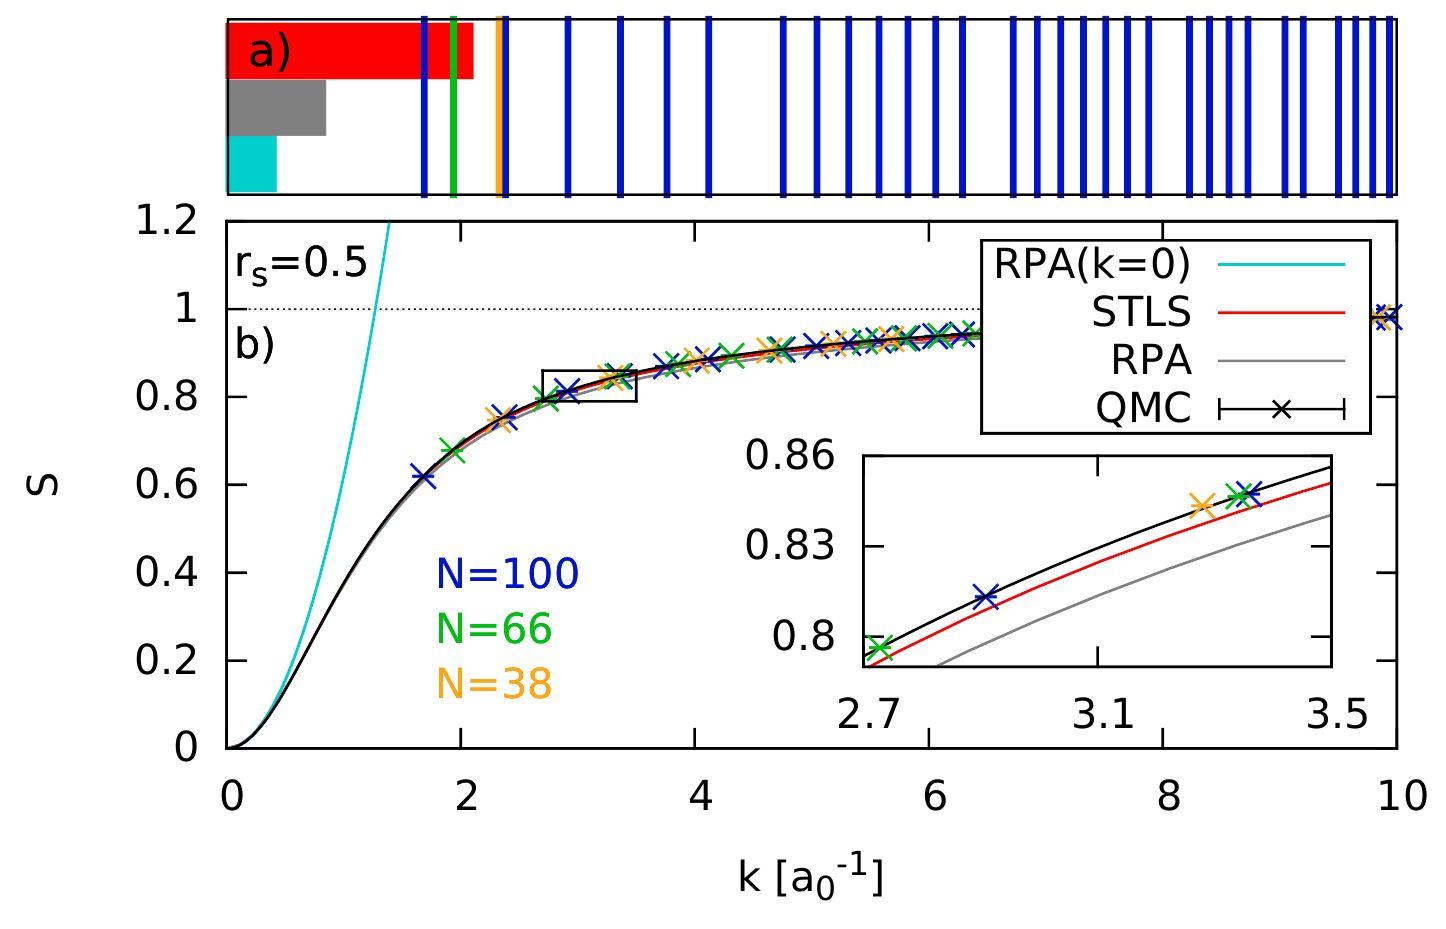 a)
1.2
r_s=0.5
RPA(k=0)
1
STLS
b)
RPA
0.8
QMC
0.86
S
0.6
N=100
0.83
0.4
N=66
0.8
0.2
N=38
2.7 3.1 3.5
0
0 2 4 6 8 10
k [a_0^-1]